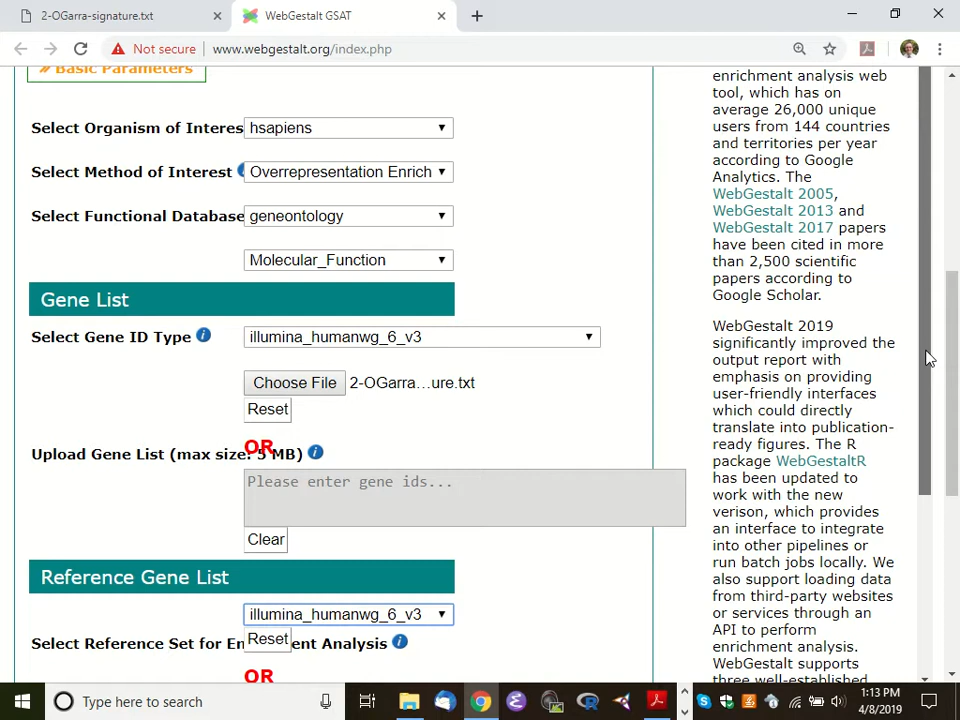 2-OGarra-signature.txt
WebGestalt GSAT
Not secure
www.webgestalt.org/index.php
Basic Parameters
Select Organism of Interes
hsapiens
Select Method of Interest
Overrepresentation Enrich
Select Functional Database
geneontology
Molecular_Function
Gene List
Select Gene ID Type
illumina_humanwg_6_v3
Choose File 2-OGarra…ure.txt
Reset
OR
Upload Gene List (max size: 5 MB)
Please enter gene ids...
Clear
Reference Gene List
illumina_humanwg_6_v3
Reset
Select Reference Set for Enrichment Analysis
OR
enrichment analysis web
tool, which has on
average 26,000 unique
users from 144 countries
and territories per year
according to Google
Analytics. The
WebGestalt 2005,
WebGestalt 2013 and
WebGestalt 2017 papers
have been cited in more
than 2,500 scientific
papers according to
Google Scholar.
WebGestalt 2019
significantly improved the
output report with
emphasis on providing
user-friendly interfaces
which could directly
translate into publication-
ready figures. The R
package WebGestaltR
has been updated to
work with the new
verison, which provides
an interface to integrate
into other pipelines or
run batch jobs locally. We
also support loading data
from third-party websites
or services through an
API to perform
enrichment analysis.
WebGestalt supports
three well-established
Type here to search
1:13 PM
4/8/2019